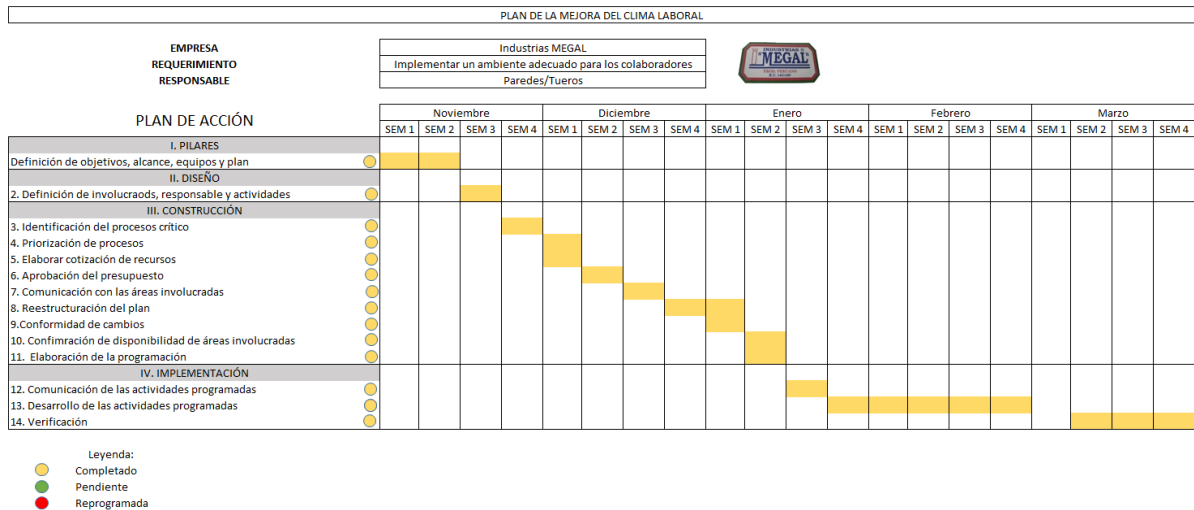 PLAN DE LA MEJORA DEL CLIMA LABORAL
EMPRESA Industrias MEGAL
REQUERIMIENTO Implementar un ambiente adecuado para los colaboradores
RESPONSABLE Paredes/Tueros
INDUSTRIAS
"MEGAL"
PLAN DE ACCIÓN
Noviembre Diciembre Enero Febrero Marzo
SEM 1 SEM 2 SEM 3 SEM 4 SEM 1 SEM 2 SEM 3 SEM 4 SEM 1 SEM 2 SEM 3 SEM 4 SEM 1 SEM 2 SEM 3 SEM 4 SEM 1 SEM 2 SEM 3 SEM 4
I. PILARES
Definición de objetivos, alcance, equipos y plan
II. DISEÑO
2. Definición de involucraods, responsable y actividades
III. CONSTRUCCIÓN
3. Identificación del procesos crítico
4. Priorización de procesos
5. Elaborar cotización de recursos
6. Aprobación del presupuesto
7. Comunicación con las áreas involucradas
8. Reestructuración del plan
9.Conformidad de cambios
10. Confimración de disponibilidad de áreas involucradas
11. Elaboración de la programación
IV. IMPLEMENTACIÓN
12. Comunicación de las actividades programadas
13. Desarrollo de las actividades programadas
14. Verificación
Leyenda:
Completado
Pendiente
Reprogramada